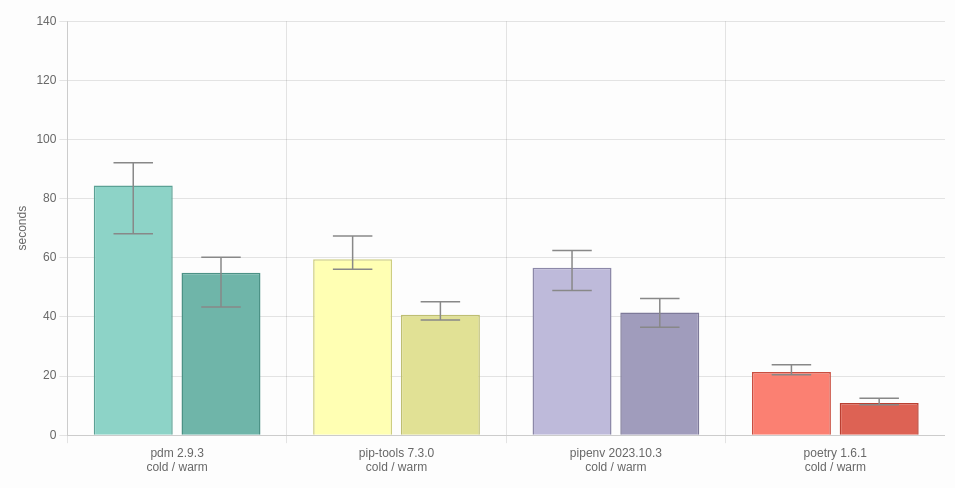 140
120
100
80
60
40
20
0
seconds
pdm 2.9.3
cold / warm
pip-tools 7.3.0
cold / warm
pipenv 2023.10.3
cold / warm
poetry 1.6.1
cold / warm